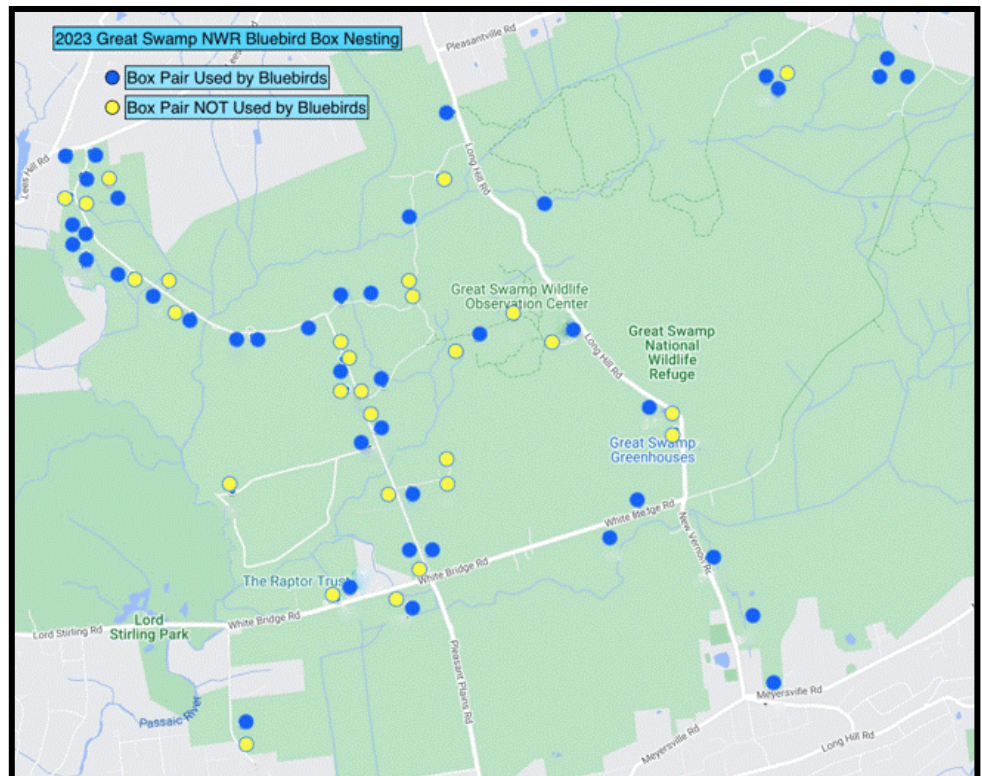 2023 Great Swamp NWR Bluebird Box Nesting
Box Pair Used by Bluebirds
Box Pair NOT Used by Bluebirds
Pleasantville Rd
Lees Hill Rd
Long Hill Rd
Great Swamp Wildlife
Observation Center
Long Hill Rd
Great Swamp
National
Wildlife
Refuge
Great Swamp
Greenhouses
White Bridge Rd
New Vernon Rd
White Bridge Rd
The Raptor Trust
White Bridge Rd
Lord Stirling Rd
Lord
Stirling Park
Pleasant Plains Rd
Passaic River
Meyersville Rd
Meyersville Rd
Long Hill Rd